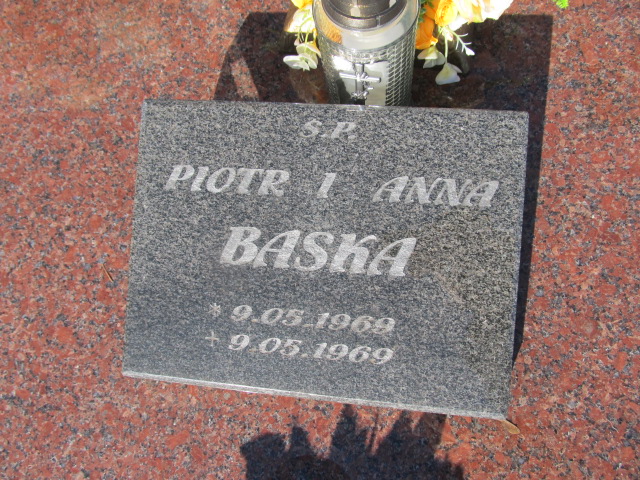 S.P.
PIOTR I ANNA
BASKA
* 9.05.1969
+ 9.05.1969